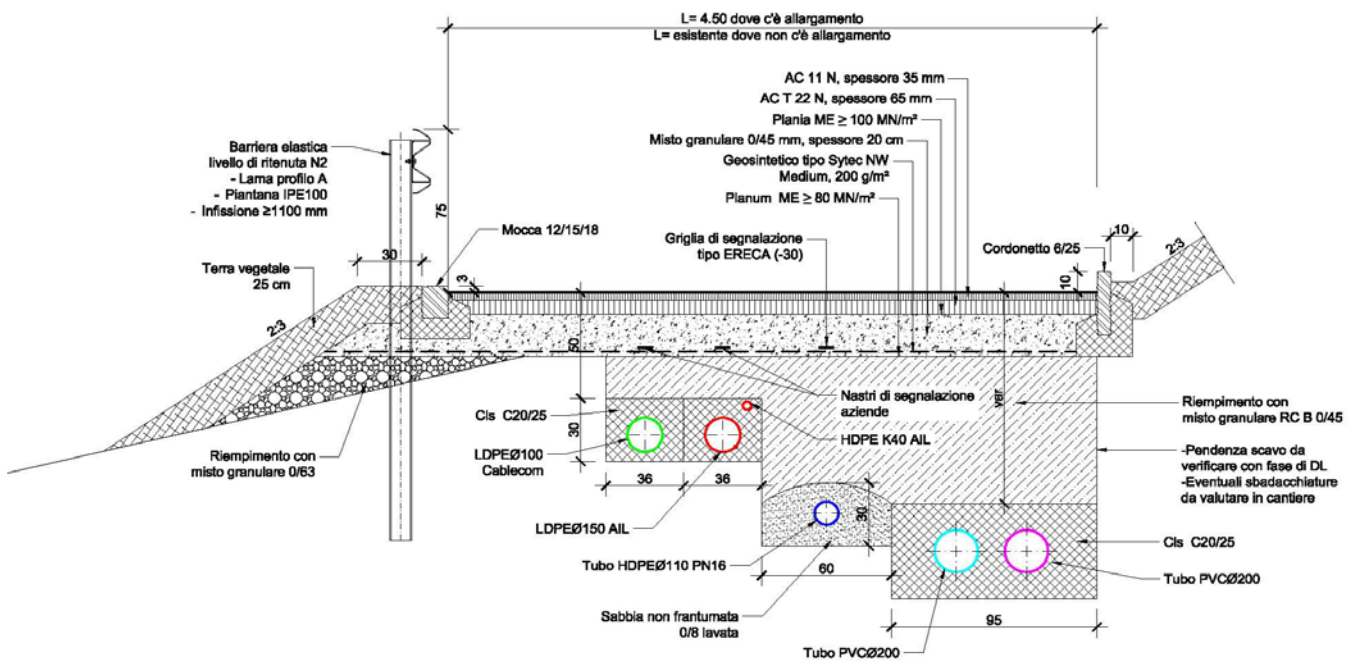 L= 4.50 dove c'è allargamento
L= esistente dove non c'è allargamento
AC 11 N, spessore 35 mm
AC T 22 N, spessore 65 mm
Plania ME ≥ 100 MN/m²
Misto granulare 0/45 mm, spessore 20 cm
Geosintetico tipo Sytec NW
Medium, 200 g/m²
Planum ME ≥ 80 MN/m²
Barriera elastica
livello di ritenuta N2
- Lama profilo A
- Piantana IPE100
- Infissione ≥1100 mm
75
Mocca 12/15/18
Griglia di segnalazione
tipo ERECA (-30)
Cordonetto 6/25
10
2:3
30
Terra vegetale
25 cm
3
10
2:3
50
var
Nastri di segnalazione
aziende
Riempimento con
misto granulare RC B 0/45
Cls C20/25
30
HDPE K40 AIL
LDPEØ100
Cablecom
Riempimento con
misto granulare 0/63
-Pendenza scavo da
verificare con fase di DL
-Eventuali sbadacchiature
da valutare in cantiere
36
36
30
LDPEØ150 AIL
Cls C20/25
Tubo HDPEØ110 PN16
60
Tubo PVCØ200
Sabbia non frantumata
0/8 lavata
95
Tubo PVCØ200